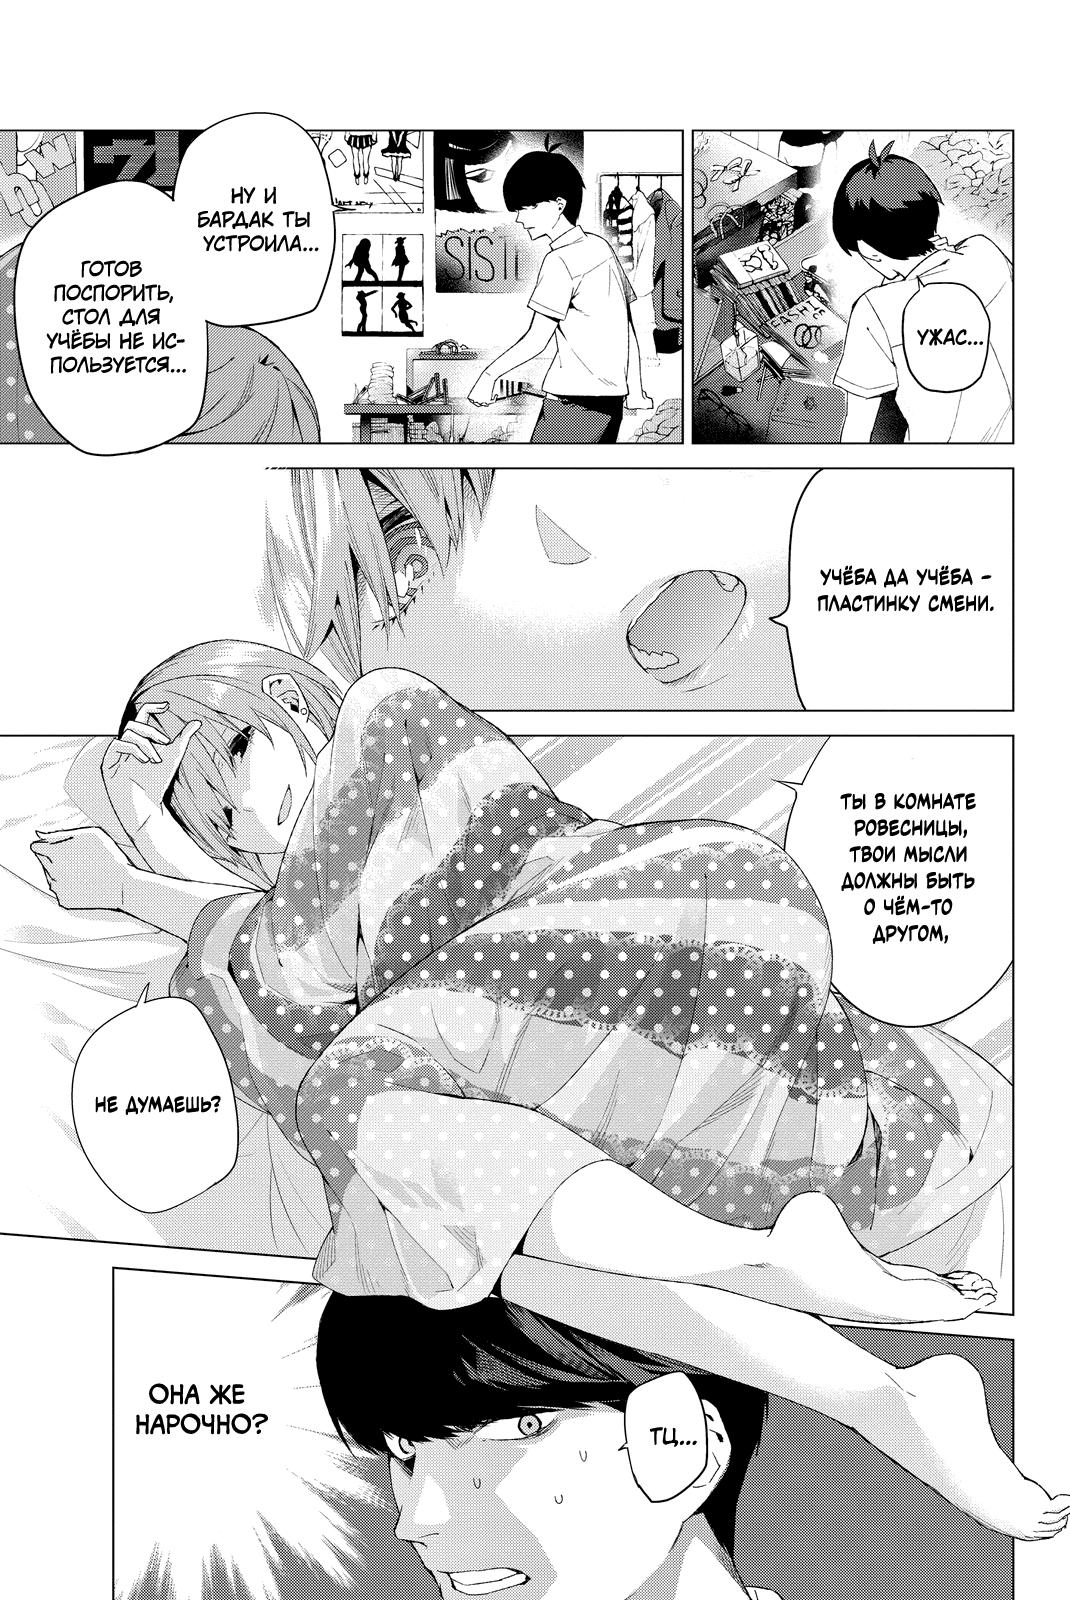 УЖАС...
НУ И
БАРДАК ТЫ
УСТРОИЛА...
ГОТОВ
ПОСПОРИТЬ,
СТОЛ ДЛЯ
УЧЁБЫ НЕ ИС-
ПОЛЬЗУЕТСЯ...
SIST
УЧЁБА ДА УЧЁБА -
ПЛАСТИНКУ СМЕНИ.
ТЫ В КОМНАТЕ
РОВЕСНИЦЫ,
ТВОИ МЫСЛИ
ДОЛЖНЫ БЫТЬ
О ЧЁМ-ТО
ДРУГОМ,
НЕ ДУМАЕШЬ?
ТЦ...
ОНА ЖЕ
НАРОЧНО?